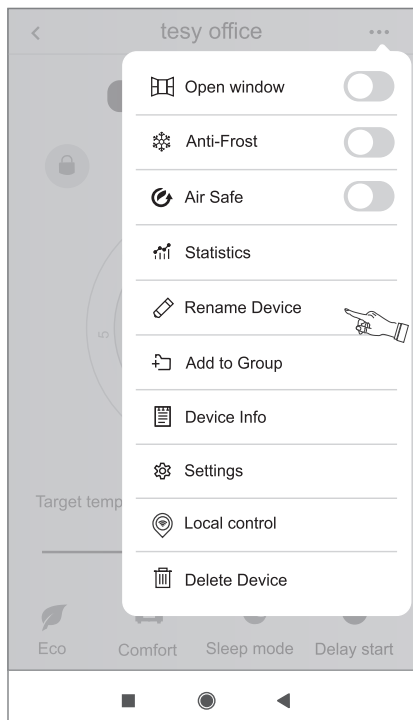 tesy office
Open window
Anti-Frost
Air Safe
Statistics
Rename Device
5
Add to Group
Device Info
Settings
Target temp
Local control
Delete Device
Eco Comfort Sleep mode Delay start